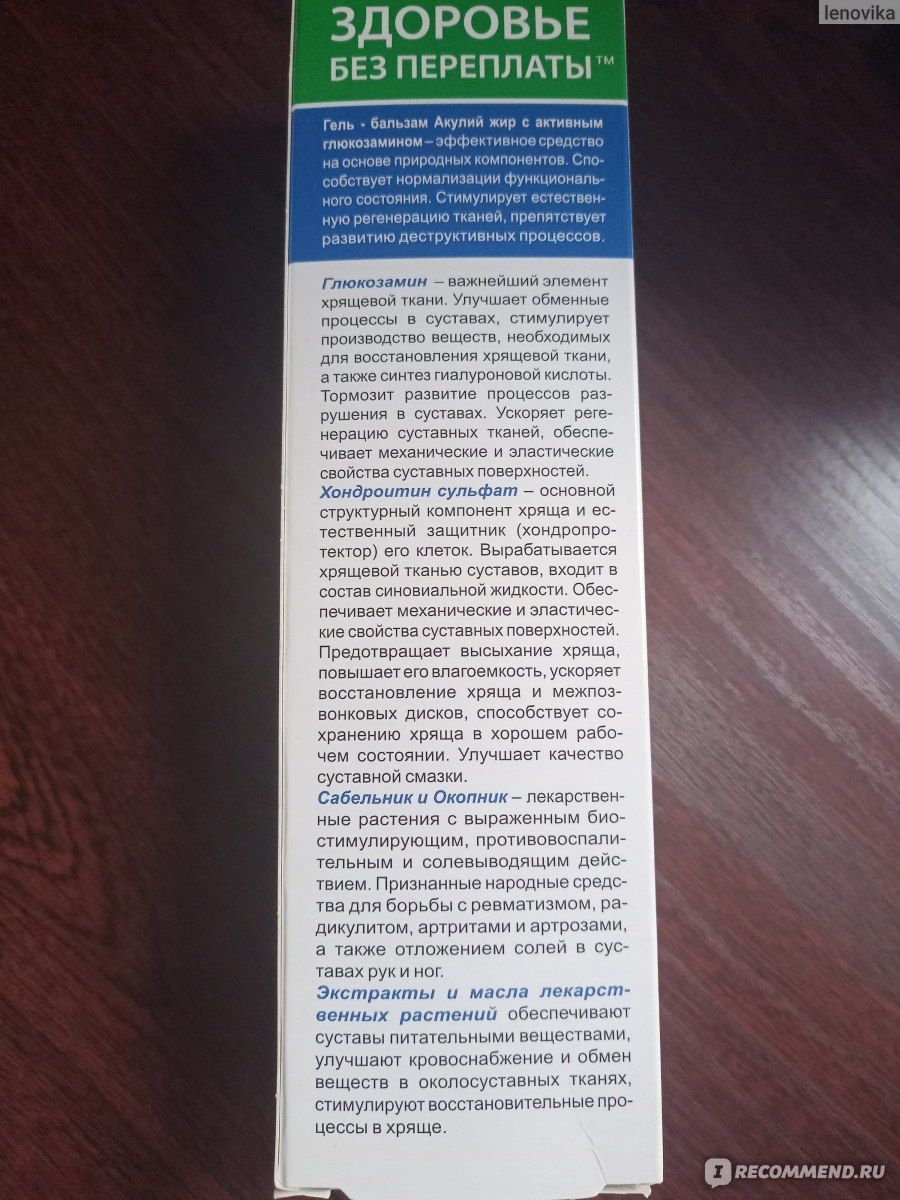 lenovika
ЗДОРОВЬЕ
БЕЗ ПЕРЕПЛАТЫ™
Гель - бальзам Акулий жир с активным
глюкозамином – эффективное средство
на основе природных компонентов. Спо-
собствует нормализации функциональ-
ного состояния. Стимулирует естествен-
ную регенерацию тканей, препятствует
развитию деструктивных процессов.
Глюкозамин – важнейший элемент
хрящевой ткани. Улучшает обменные
процессы в суставах, стимулирует
производство веществ, необходимых
для восстановления хрящевой ткани,
а также синтез гиалуроновой кислоты.
Тормозит развитие процессов раз-
рушения в суставах. Ускоряет реге-
нерацию суставных тканей, обеспе-
чивает механические и эластические
свойства суставных поверхностей.
Хондроитин сульфат – основной
структурный компонент хряща и ес-
тественный защитник (хондропро-
тектор) его клеток. Вырабатывается
хрящевой тканью суставов, входит в
состав синовиальной жидкости. Обес-
печивает механические и эластичес-
кие свойства суставных поверхностей.
Предотвращает высыхание хряща,
повышает его влагоемкость, ускоряет
восстановление хряща и межпоз-
вонковых дисков, способствует со-
хранению хряща в хорошем рабо-
чем состоянии. Улучшает качество
суставной смазки.
Сабельник и Окопник – лекарствен-
ные растения с выраженным био-
стимулирующим, противовоспали-
тельным и солевыводящим дейс-
твием. Признанные народные средс-
тва для борьбы с ревматизмом, ра-
дикулитом, артритами и артрозами,
а также отложением солей в сус-
тавах рук и ног.
Экстракты и масла лекарст-
венных растений обеспечивают
суставы питательными веществами,
улучшают кровоснабжение и обмен
веществ в околосуставных тканях,
стимулируют восстановительные про-
цессы в хряще.
IRECOMMEND.RU